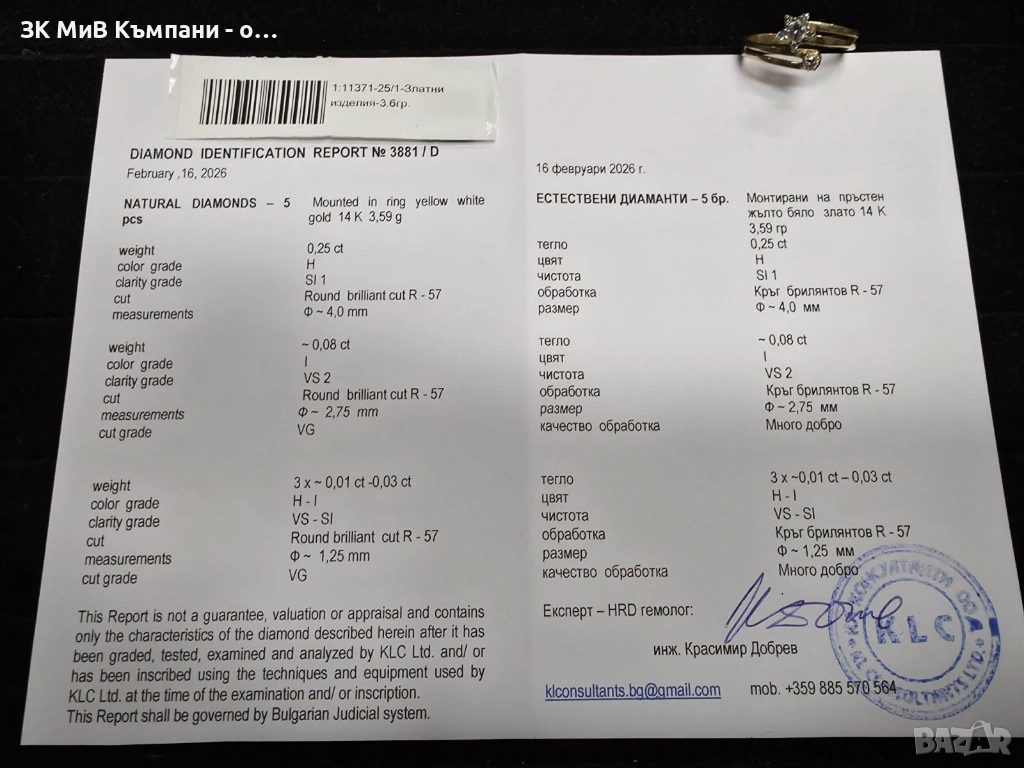 ЗК МиВ Къмпани - о...
1:11371-25/1-Златни
изделия-3.6гр.
DIAMOND IDENTIFICATION REPORT № 3881 / D
February ,16, 2026
NATURAL DIAMONDS – 5 pcs Mounted in ring yellow white gold 14 K 3,59 g
weight 0,25 ct
color grade H
clarity grade SI 1
cut Round brilliant cut R - 57
measurements Ф ~ 4,0 mm
weight ~ 0,08 ct
color grade I
clarity grade VS 2
cut Round brilliant cut R - 57
measurements Ф ~ 2,75 mm
cut grade VG
weight 3 x ~ 0,01 -0,03 ct
color grade H - I
clarity grade VS - SI
cut Round brilliant cut R - 57
measurements Ф ~ 1,25 mm
cut grade VG
This Report is not a guarantee, valuation or appraisal and contains
only the characteristics of the diamond described herein after it has
been graded, tested, examined and analyzed by KLC Ltd. and/ or
has been inscribed using the techniques and equipment used by
KLC Ltd. at the time of the examination and/ or inscription.
This Report shall be governed by Bulgarian Judicial system.
16 февруари 2026 г.
ЕСТЕСТВЕНИ ДИАМАНТИ – 5 бр. Монтирани на пръстен
жълто бяло злато 14 K
3,59 гр
тегло 0,25 ct
цвят H
чистота SI 1
обработка Кръг брилянтов R - 57
размер Ф ~ 4,0 мм
тегло ~ 0,08 ct
цвят I
чистота VS 2
обработка Кръг брилянтов R - 57
размер Ф ~ 2,75 мм
качество обработка Много добро
тегло 3 x ~0,01 ct – 0,03 ct
цвят H - I
чистота VS - SI
обработка Кръг брилянтов R - 57
размер Ф ~ 1,25 мм
качество обработка Много добро
Експерт – HRD гемолог:
инж. Красимир Добрев
klconsultants.bg@gmail.com mob. +359 885 570 564
KLC
BAZAR